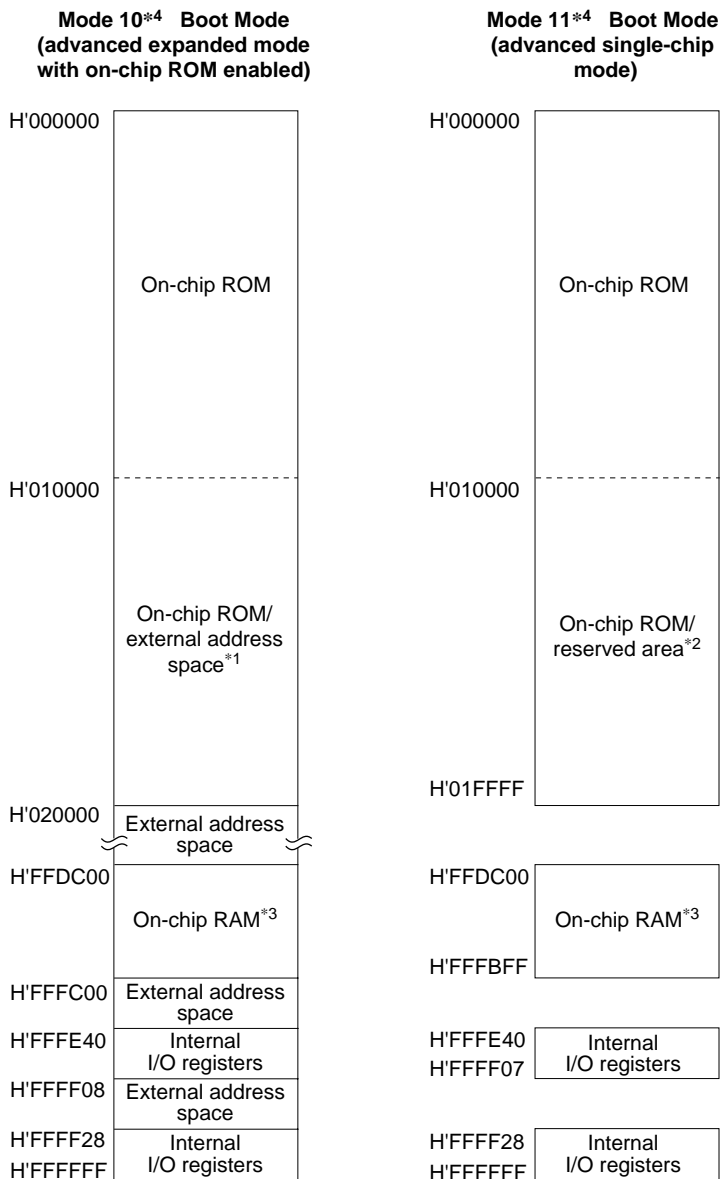 Mode 10*4 Boot Mode
(advanced expanded mode
with on-chip ROM enabled)
H'000000
On-chip ROM
H'010000
On-chip ROM/
external address
space*1
H'020000
External address
space
H'FFDC00
On-chip RAM*3
H'FFFC00
External address
space
H'FFFE40
Internal
I/O registers
H'FFFF08
External address
space
H'FFFF28
Internal
I/O registers
H'FFFFFF
Mode 11*4 Boot Mode
(advanced single-chip
mode)
H'000000
On-chip ROM
H'010000
On-chip ROM/
reserved area*2
H'01FFFF
H'FFDC00
On-chip RAM*3
H'FFFBFF
H'FFFE40
Internal
I/O registers
H'FFFF07
H'FFFF28
Internal
I/O registers
H'FFFFFF